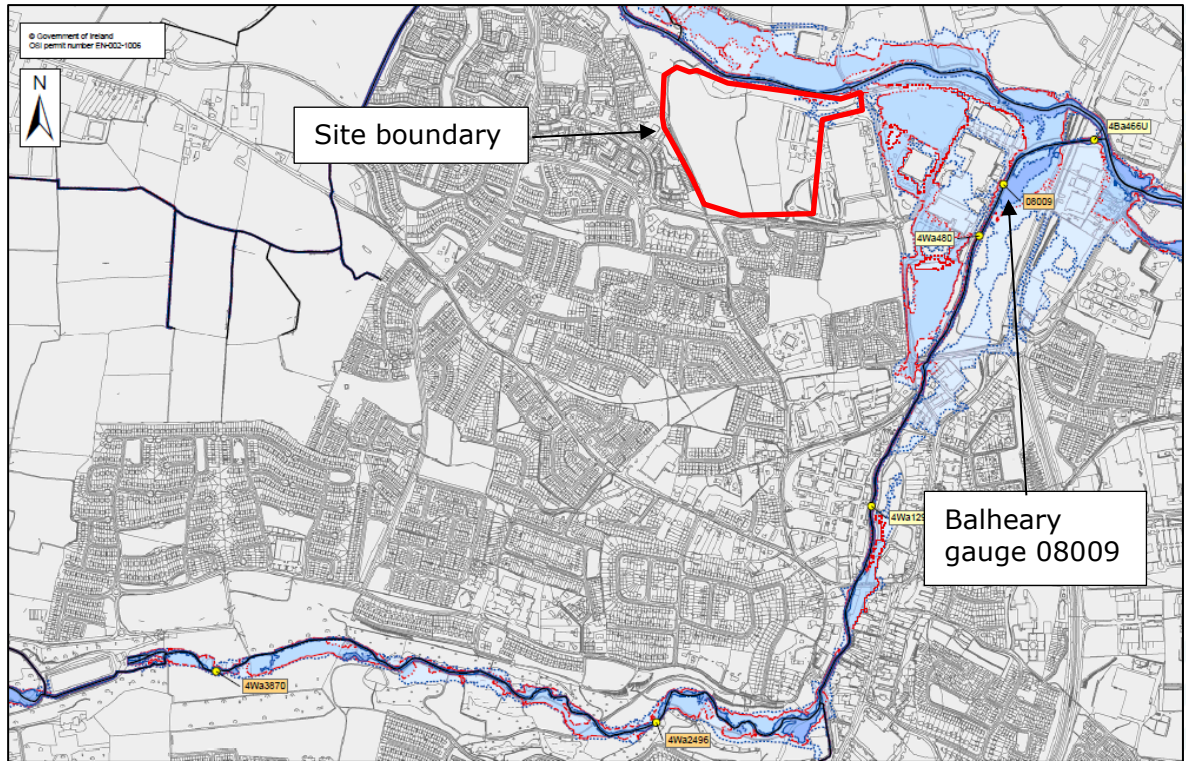 © Government of Ireland
OSi permit number EN-002-1006
N
Site boundary
4Ba466U
08009
4Wa480
4Wa129
Balheary
gauge 08009
4Wa3870
4Wa2496